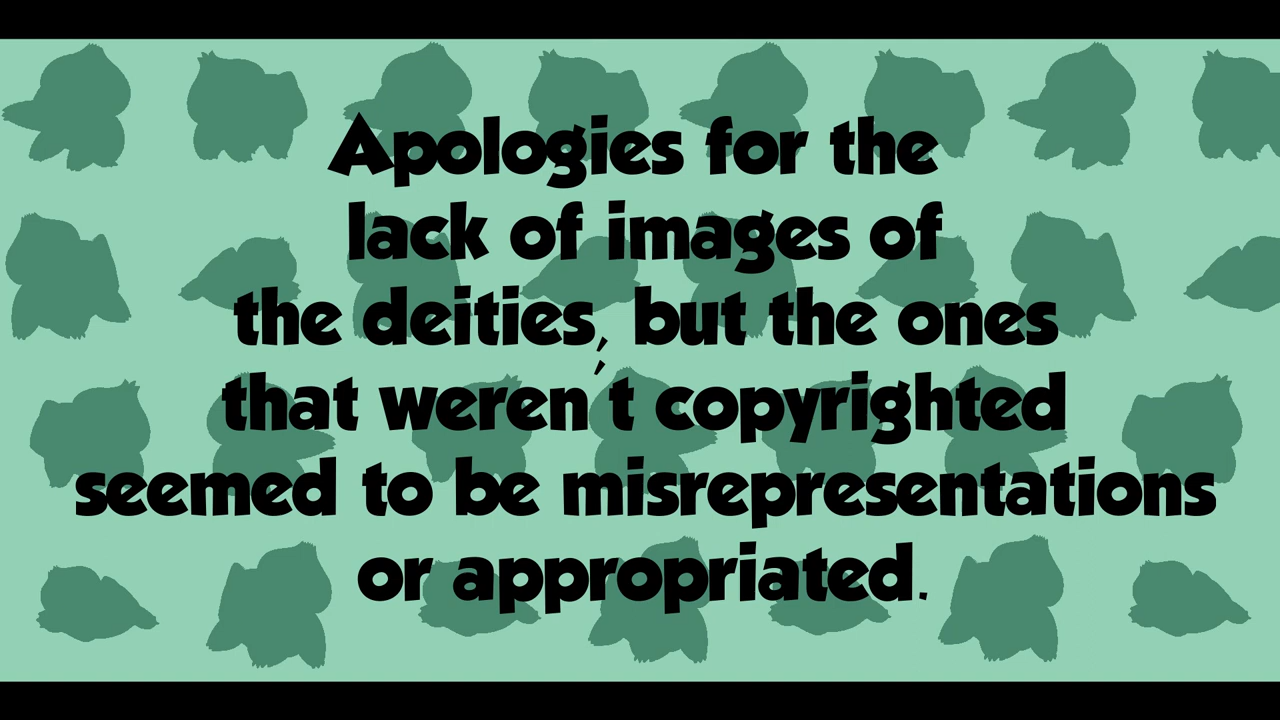 Apologies for the
lack of images of
the deities, but the ones
that weren't copyrighted
seemed to be misrepresentations
or appropriated.